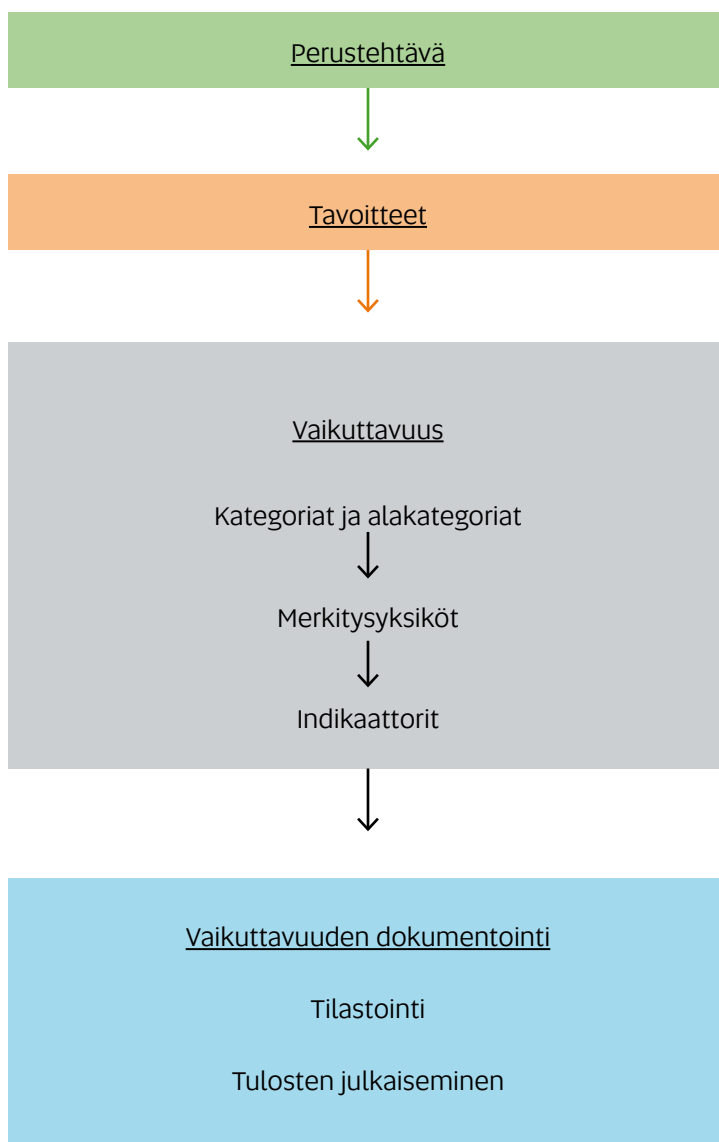 Perustehtävä
Tavoitteet
Vaikuttavuus
Kategoriat ja alakategoriat
Merkitysyksiköt
Indikaattorit
Vaikuttavuuden dokumentointi
Tilastointi
Tulosten julkaiseminen